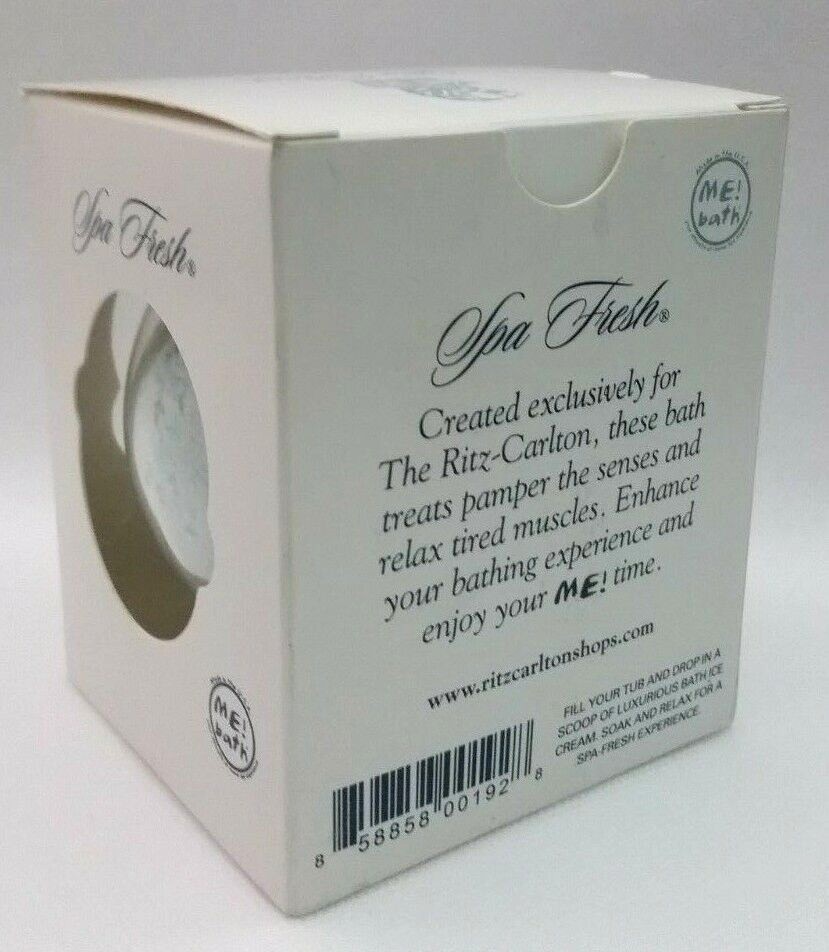 Spa Fresh®
ME!
bath
Made in the U.S.A.
ME!
bath
Spa Fresh®
Created exclusively for
The Ritz-Carlton, these bath
treats pamper the senses and
relax tired muscles. Enhance
your bathing experience and
enjoy your ME! time.
www.ritzcarltonshops.com
FILL YOUR TUB AND DROP IN A
SCOOP OF LUXURIOUS BATH ICE
CREAM. SOAK AND RELAX FOR A
SPA-FRESH EXPERIENCE.
8 58858 00192 8